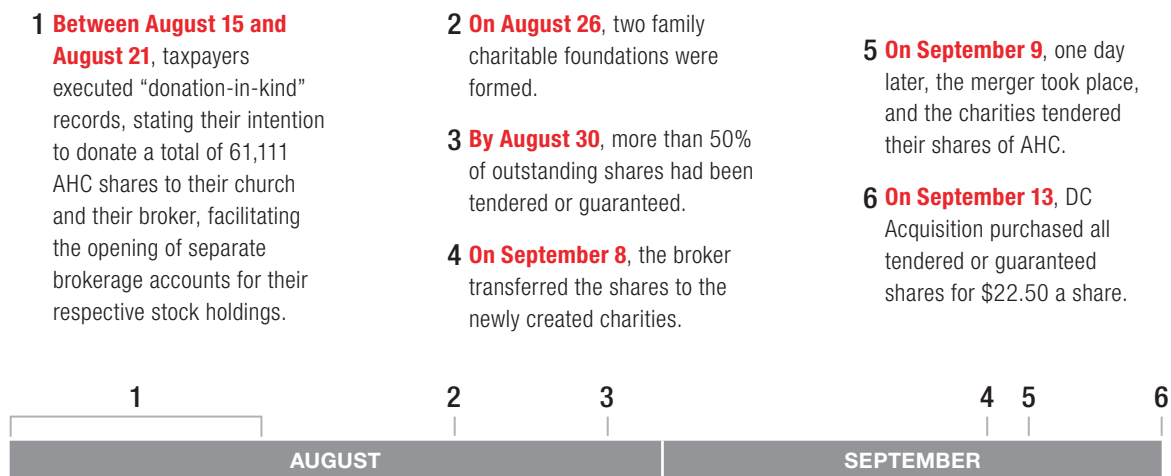 1 Between August 15 and
August 21, taxpayers
executed “donation-in-kind”
records, stating their intention
to donate a total of 61,111
AHC shares to their church
and their broker, facilitating
the opening of separate
brokerage accounts for their
respective stock holdings.
2 On August 26, two family
charitable foundations were
formed.
3 By August 30, more than 50%
of outstanding shares had been
tendered or guaranteed.
4 On September 8, the broker
transferred the shares to the
newly created charities.
5 On September 9, one day
later, the merger took place,
and the charities tendered
their shares of AHC.
6 On September 13, DC
Acquisition purchased all
tendered or guaranteed
shares for $22.50 a share.
1 2 3 4 5 6
AUGUST SEPTEMBER